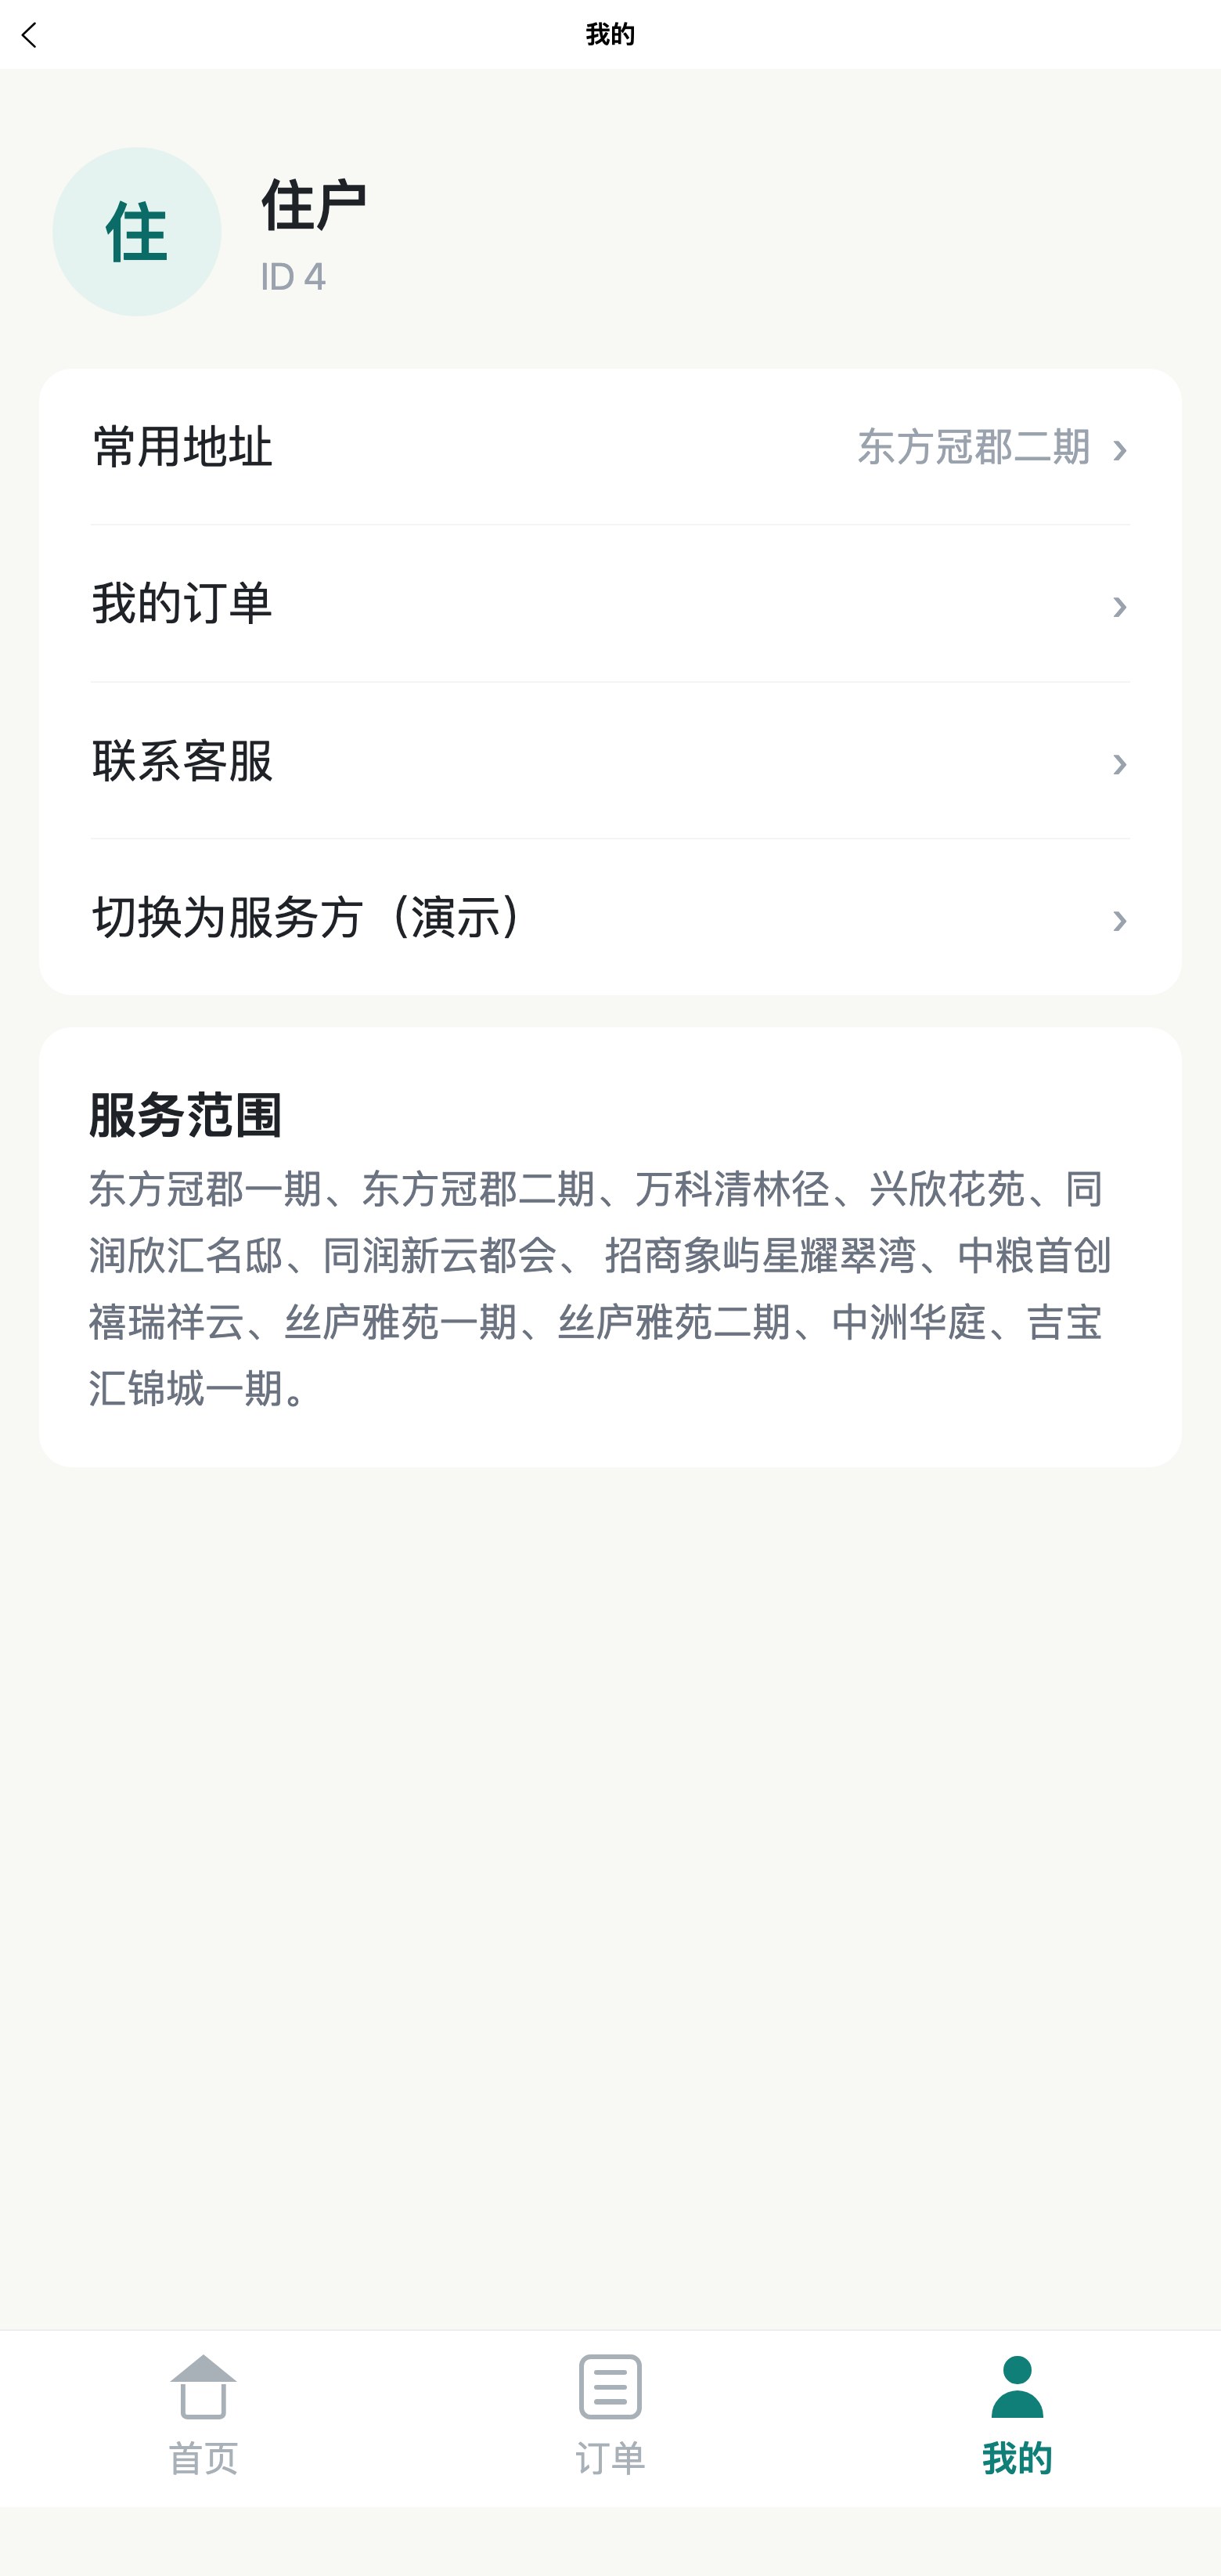 我的
住
住户
ID 4
常用地址 东方冠郡二期 ›
我的订单 ›
联系客服 ›
切换为服务方（演示） ›
服务范围
东方冠郡一期、东方冠郡二期、万科清林径、兴欣花苑、同
润欣汇名邸、同润新云都会、 招商象屿星耀翠湾、中粮首创
禧瑞祥云、丝庐雅苑一期、丝庐雅苑二期、中洲华庭、吉宝
汇锦城一期。
首页 订单 我的